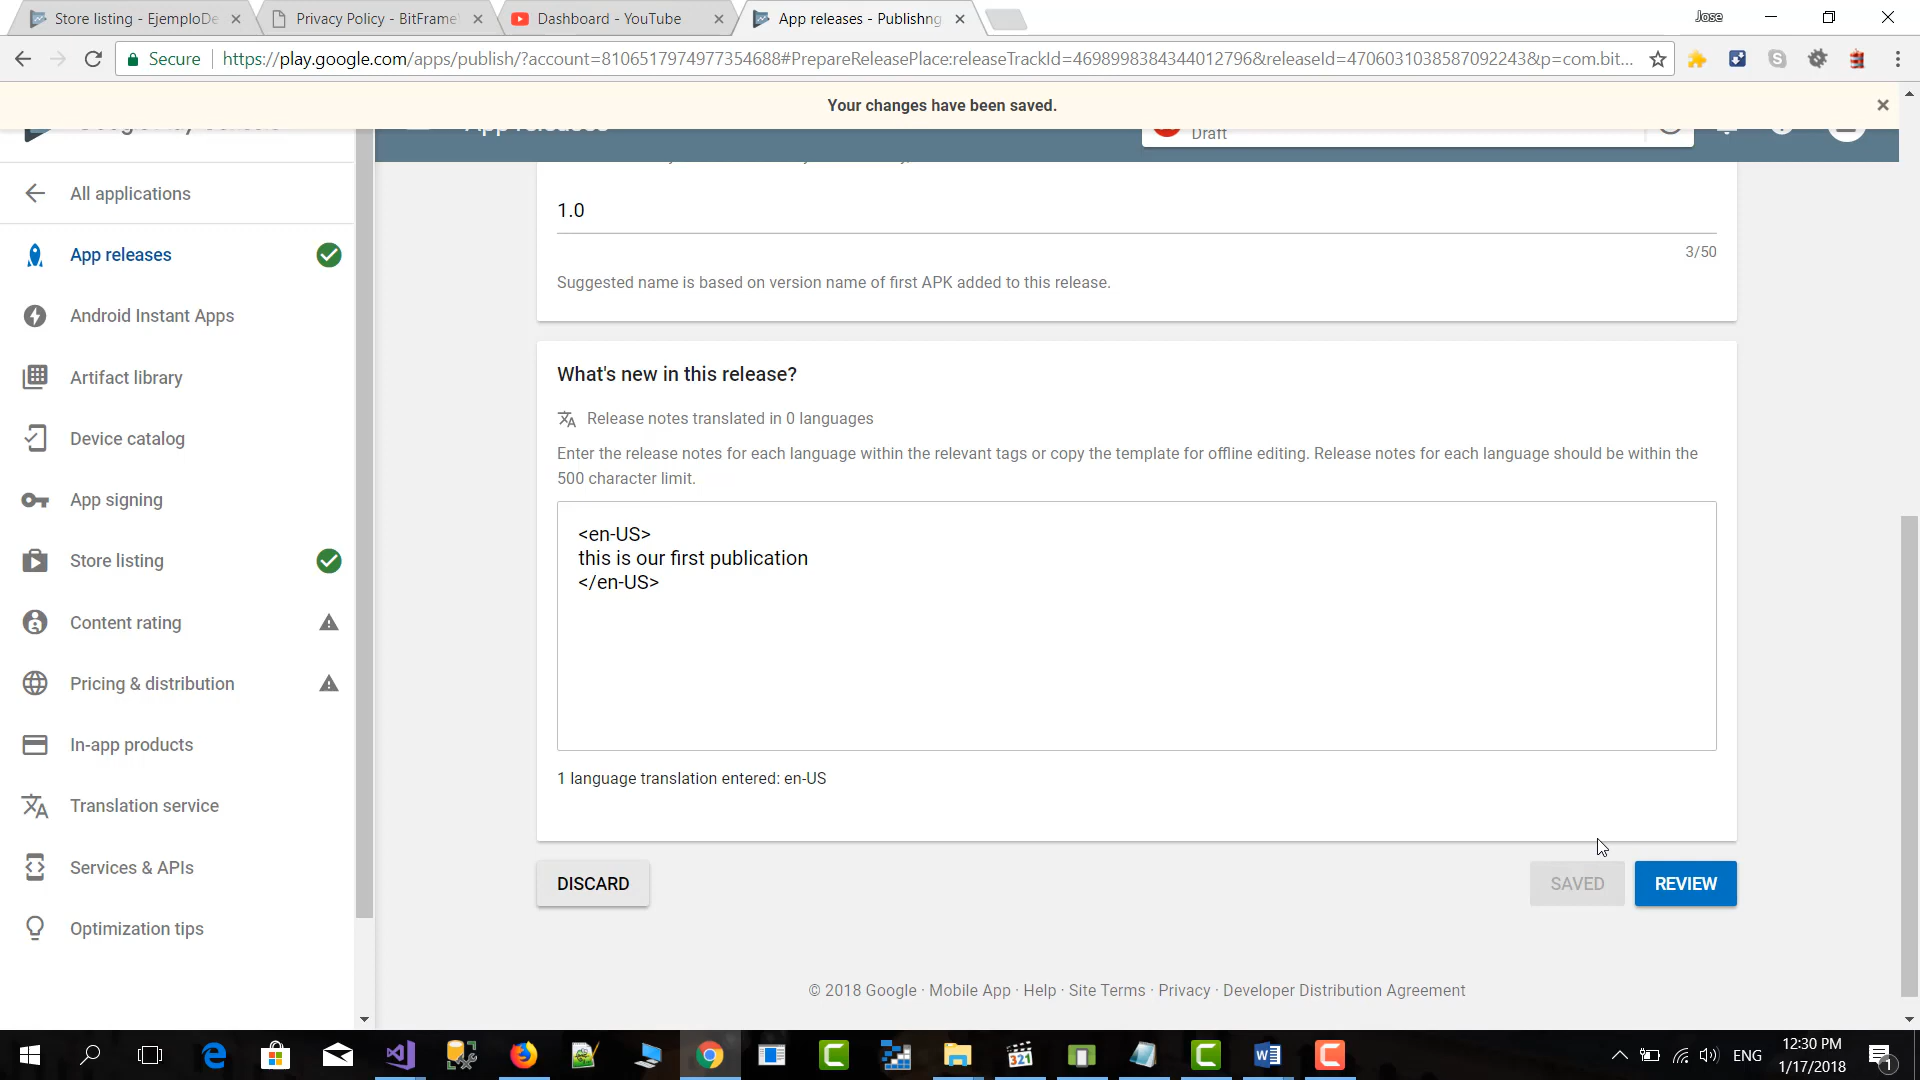 Store listing - EjemploDe
Privacy Policy - BitFrame
Dashboard - YouTube
App releases - Publishng
Jose
Secure
https://play.google.com/apps/publish/?account=8106517974977354688#PrepareReleasePlace:releaseTrackId=4698998384344012796&releaseId=4706031038587092243&p=com.bit...
Your changes have been saved.
App releases
Draft
All applications
App releases
Android Instant Apps
Artifact library
Device catalog
App signing
Store listing
Content rating
Pricing & distribution
In-app products
Translation service
Services & APIs
Optimization tips
1.0
3/50
Suggested name is based on version name of first APK added to this release.
What's new in this release?
Release notes translated in 0 languages
Enter the release notes for each language within the relevant tags or copy the template for offline editing. Release notes for each language should be within the
500 character limit.
<en-US>
this is our first publication
</en-US>
1 language translation entered: en-US
DISCARD
SAVED
REVIEW
© 2018 Google · Mobile App · Help · Site Terms · Privacy · Developer Distribution Agreement
321
ENG
12:30 PM
1/17/2018
1